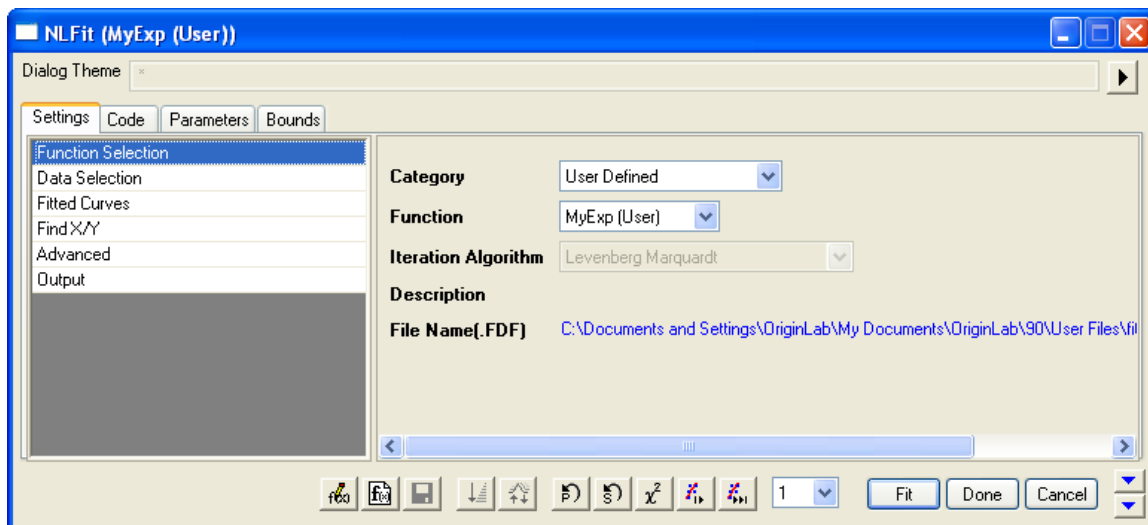 NLFit (MyExp (User))
Dialog Theme *
Settings Code Parameters Bounds
Function Selection
Data Selection
Fitted Curves
Find X/Y
Advanced
Output
Category User Defined
Function MyExp (User)
Iteration Algorithm Levenberg Marquardt
Description
File Name(.FDF) C:\Documents and Settings\OriginLab\My Documents\OriginLab\90\User Files\fil
f(x) f(x) P S χ² 1 Fit Done Cancel